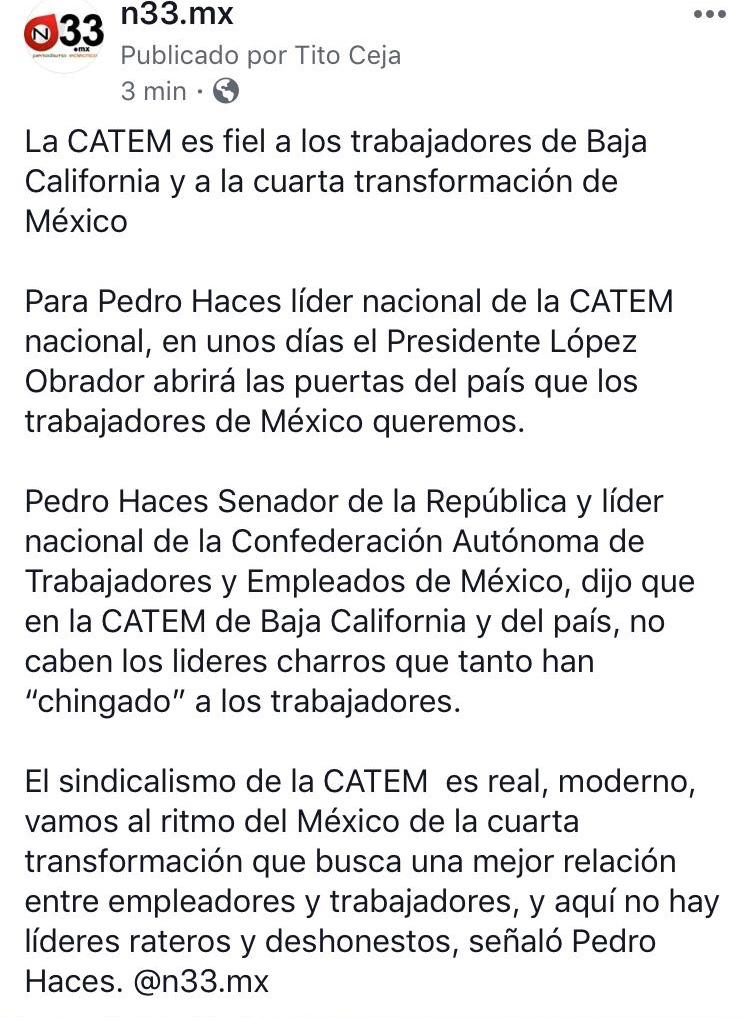 N33
.mx
periodismo ecléctico
n33.mx
Publicado por Tito Ceja
3 min ·
La CATEM es fiel a los trabajadores de Baja
California y a la cuarta transformación de
México
Para Pedro Haces líder nacional de la CATEM
nacional, en unos días el Presidente López
Obrador abrirá las puertas del país que los
trabajadores de México queremos.
Pedro Haces Senador de la República y líder
nacional de la Confederación Autónoma de
Trabajadores y Empleados de México, dijo que
en la CATEM de Baja California y del país, no
caben los lideres charros que tanto han
“chingado” a los trabajadores.
El sindicalismo de la CATEM  es real, moderno,
vamos al ritmo del México de la cuarta
transformación que busca una mejor relación
entre empleadores y trabajadores, y aquí no hay
líderes rateros y deshonestos, señaló Pedro
Haces. @n33.mx